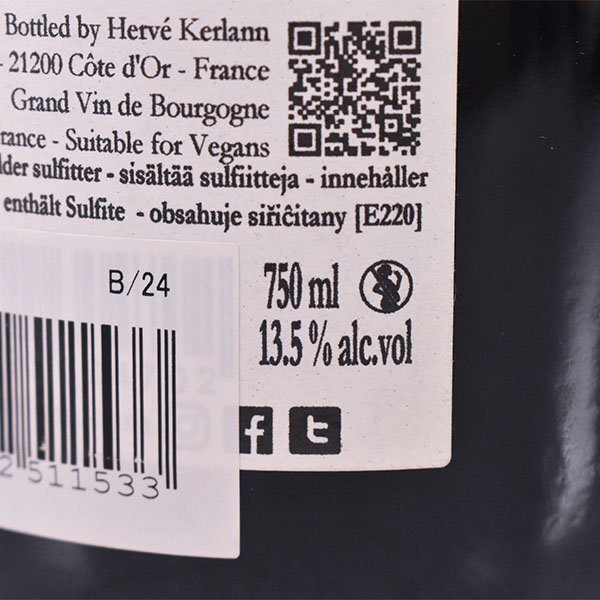 Bottled by Hervé Kerlann
- 21200 Côte d'Or - France
Grand Vin de Bourgogne
rance - Suitable for Vegans
lder sulfitter - sisältää sulfiitteja - innehåller
enthält Sulfite - obsahuje siřičitany [E220]
B/24
750 ml
13.5 % alc.vol
2 511533